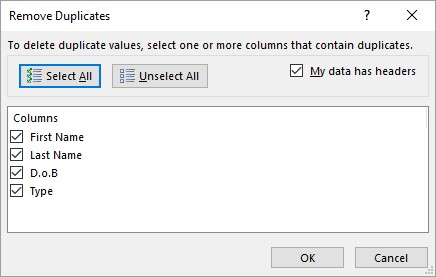 Remove Duplicates ? ×
To delete duplicate values, select one or more columns that contain duplicates.
Select All Unselect All My data has headers
Columns
First Name
Last Name
D.o.B
Type
OK Cancel